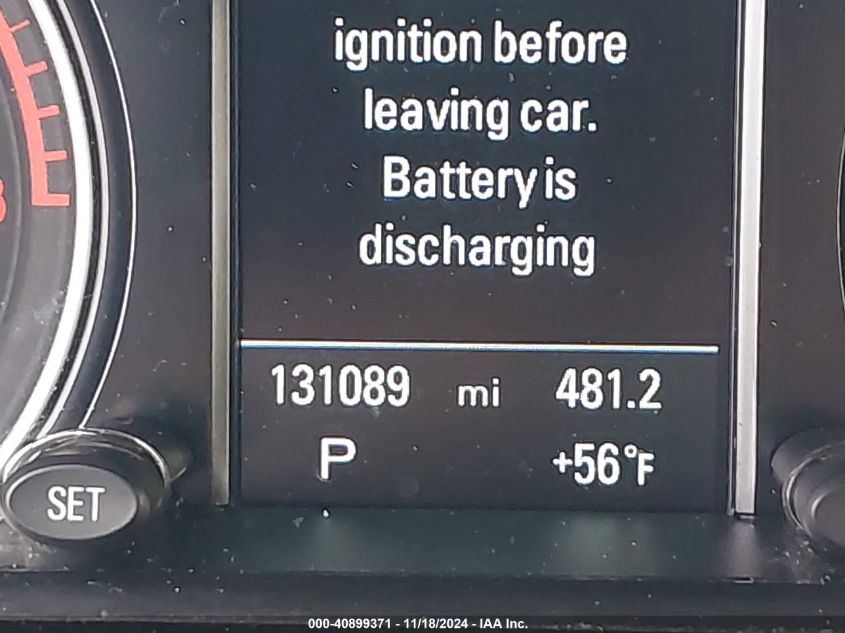 ignition before
leaving car.
Battery is
discharging
131089 mi 481.2
P +56°F
SET
000-40899371 - 11/18/2024 - IAA Inc.